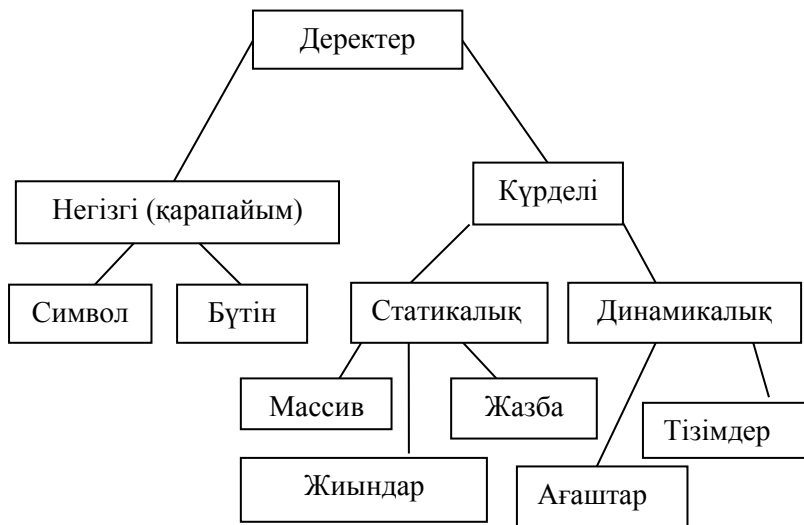 Деректер
Негізгі (қарапайым)
Күрделі
Символ
Бүтін
Статикалық
Динамикалық
Массив
Жазба
Тізімдер
Жиындар
Ағаштар